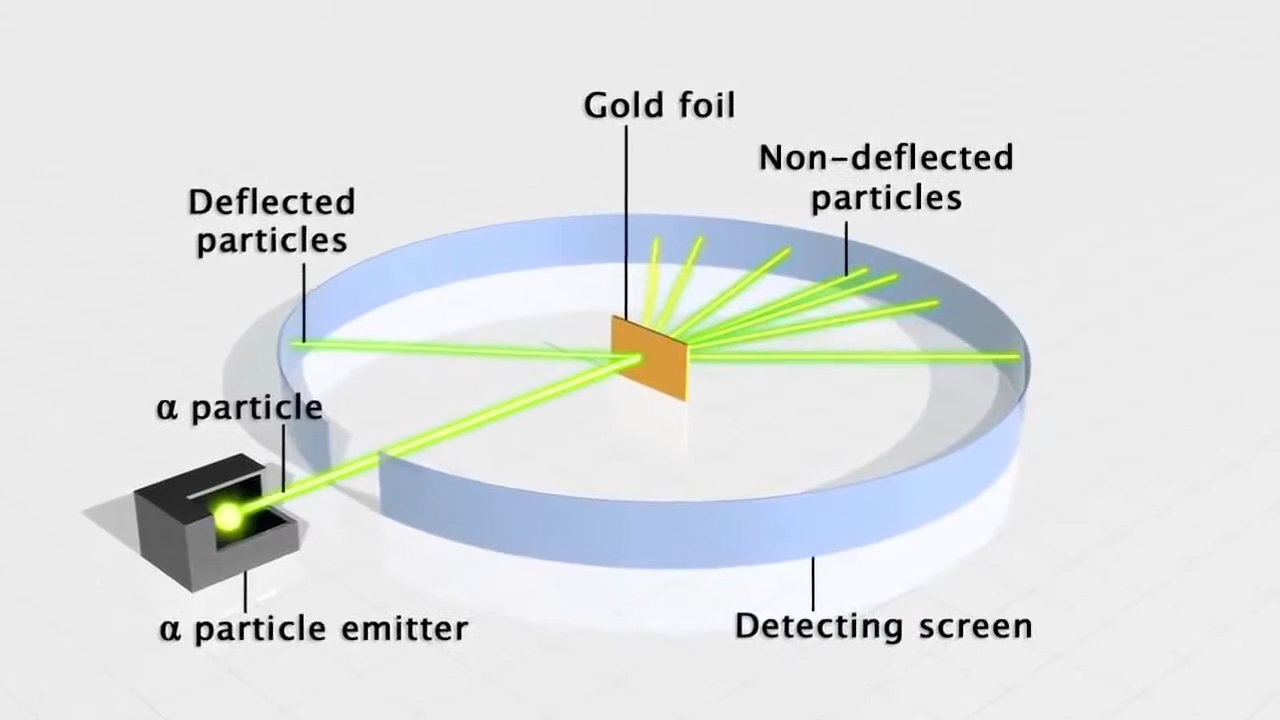 Gold foil
Non-deflected
particles
Deflected
particles
α particle
α particle emitter
Detecting screen